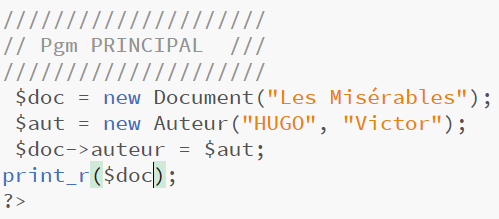 /////////////////////
// Pgm PRINCIPAL  ///
/////////////////////
$doc = new Document("Les Misérables");
$aut = new Auteur("HUGO", "Victor");
$doc->auteur = $aut;
print_r($doc);
?>